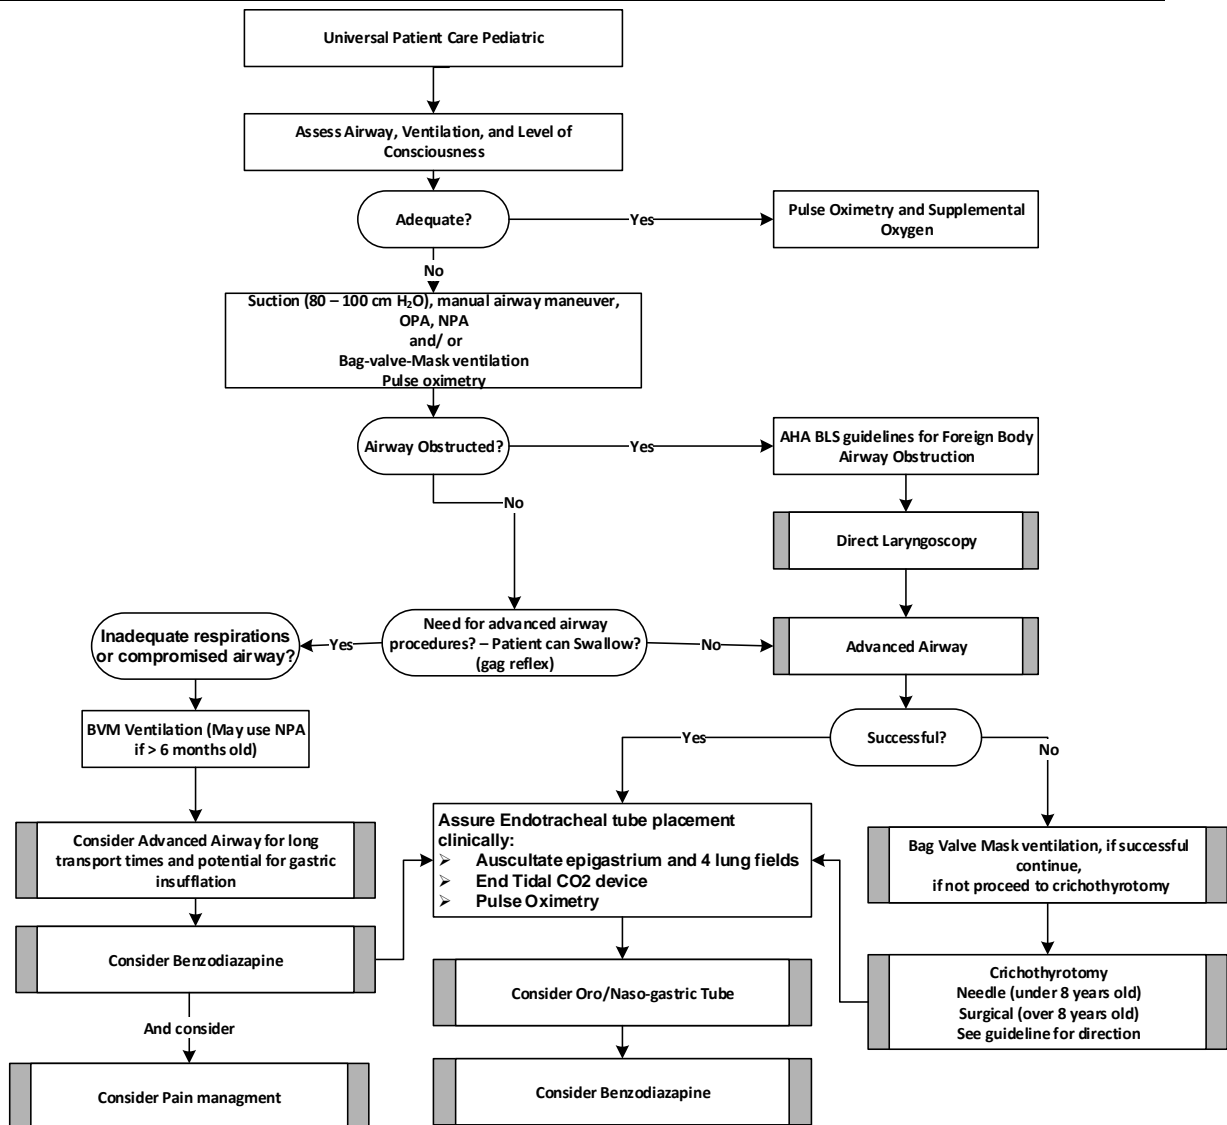 Universal Patient Care Pediatric
Assess Airway, Ventilation, and Level of
Consciousness
Adequate?
Yes
Pulse Oximetry and Supplemental
Oxygen
No
Suction (80 – 100 cm H₂O), manual airway maneuver,
OPA, NPA
and/ or
Bag-valve-Mask ventilation
Pulse oximetry
Airway Obstructed?
Yes
AHA BLS guidelines for Foreign Body
Airway Obstruction
No
Direct Laryngoscopy
Inadequate respirations
or compromised airway?
Yes
Need for advanced airway
procedures? – Patient can Swallow?
(gag reflex)
No
Advanced Airway
BVM Ventilation (May use NPA
if > 6 months old)
Yes
Successful?
No
Consider Advanced Airway for long
transport times and potential for gastric
insufflation
Assure Endotracheal tube placement
clinically:
➢ Auscultate epigastrium and 4 lung fields
➢ End Tidal CO2 device
➢ Pulse Oximetry
Bag Valve Mask ventilation, if successful
continue,
if not proceed to crichothyrotomy
Consider Benzodiazapine
Consider Oro/Naso-gastric Tube
Crichothyrotomy
Needle (under 8 years old)
Surgical (over 8 years old)
See guideline for direction
And consider
Consider Pain managment
Consider Benzodiazapine